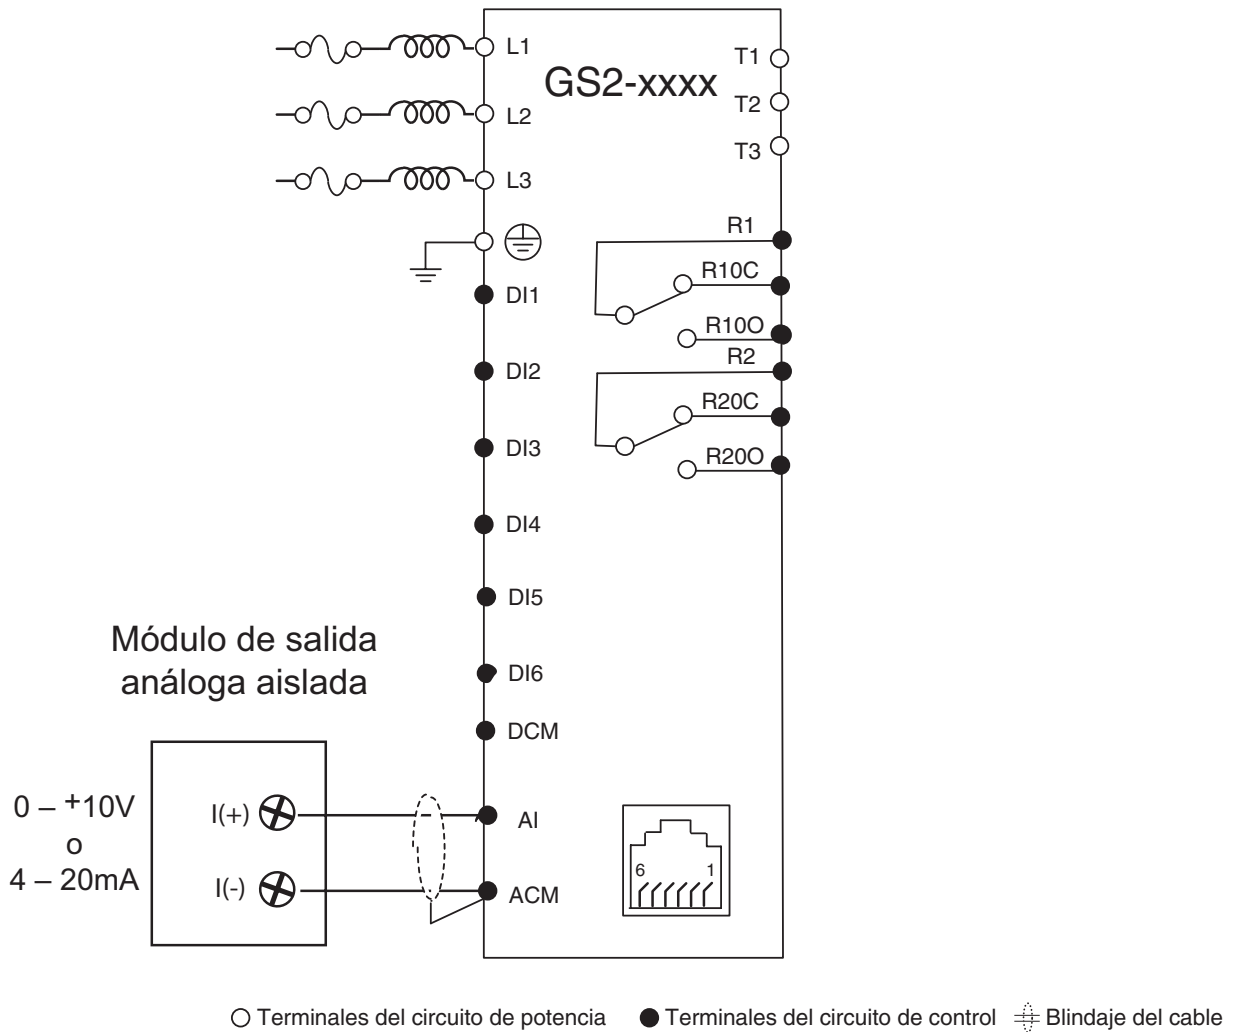 L1
GS2-xxxx
T1
L2
T2
L3
T3
R1
R10C
DI1
R10O
R2
DI2
R20C
DI3
R20O
DI4
DI5
Módulo de salida
análoga aislada
DI6
DCM
0 – +10V
o
4 – 20mA
I(+)
AI
I(-)
ACM
6 1
Terminales del circuito de potencia
Terminales del circuito de control
Blindaje del cable